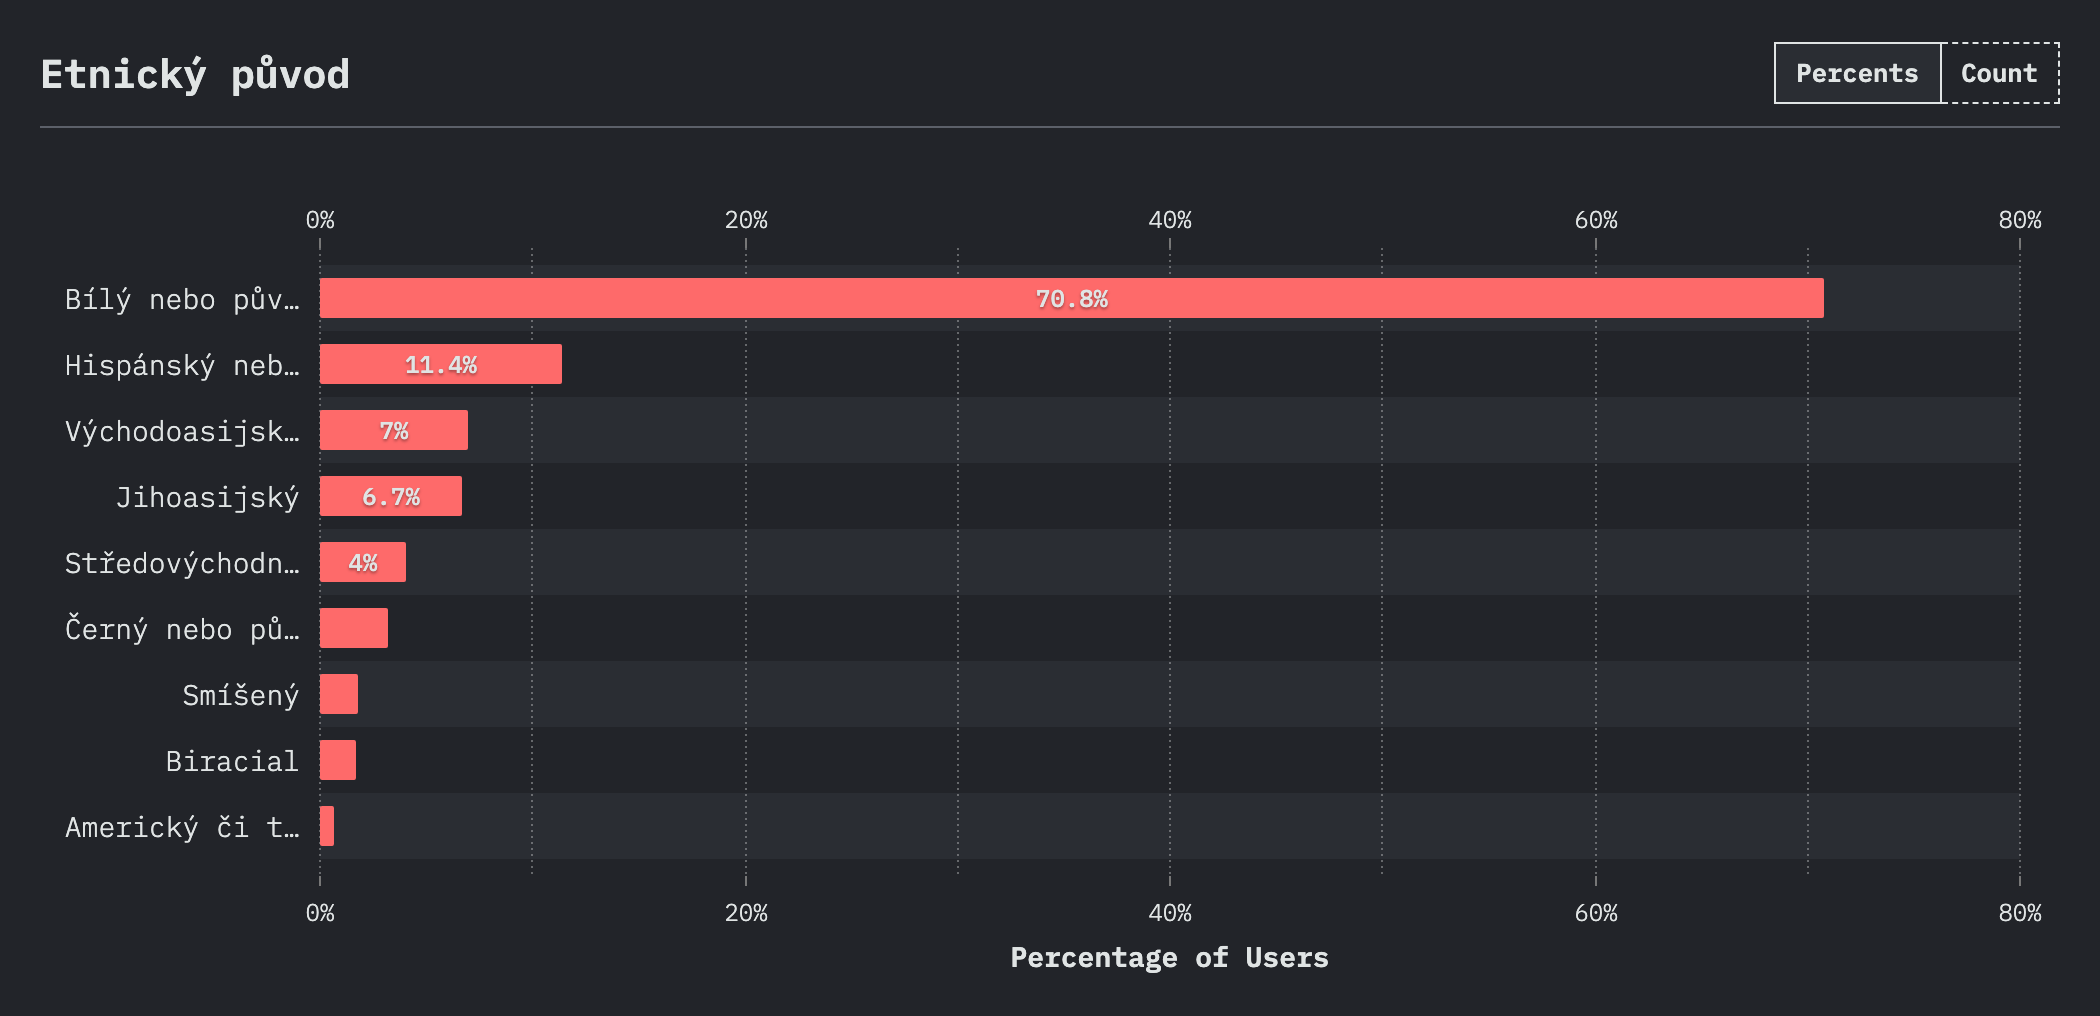 Etnický původ
Percents Count
0% 20% 40% 60% 80%
Bílý nebo pův… 70.8%
Hispánský neb… 11.4%
Východoasijsk… 7%
Jihoasijský 6.7%
Středovýchodn… 4%
Černý nebo pů…
Smíšený
Biracial
Americký či t…
0% 20% 40% 60% 80%
Percentage of Users